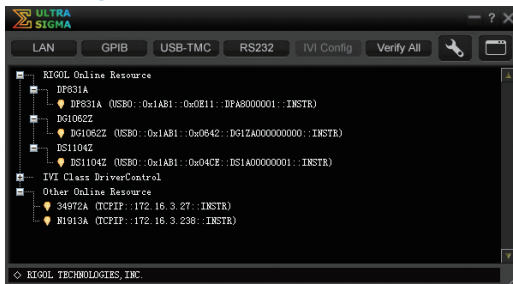 ULTRA
SIGMA
LAN GPIB USB-TMC RS232 IVI Config Verify All
RIGOL Online Resource
DP831A
DP831A (USB0::0x1AB1::0x0E11::DPA8000001::INSTR)
DG1062Z
DG1062Z (USB0::0x1AB1::0x0642::DG1ZA000000000::INSTR)
DS1104Z
DS1104Z (USB0::0x1AB1::0x04CE::DS1A00000001::INSTR)
IVI Class DriverControl
Other Online Resource
34972A (TCPIP::172.16.3.27::INSTR)
N1913A (TCPIP::172.16.3.238::INSTR)
RIGOL TECHNOLOGIES,INC.